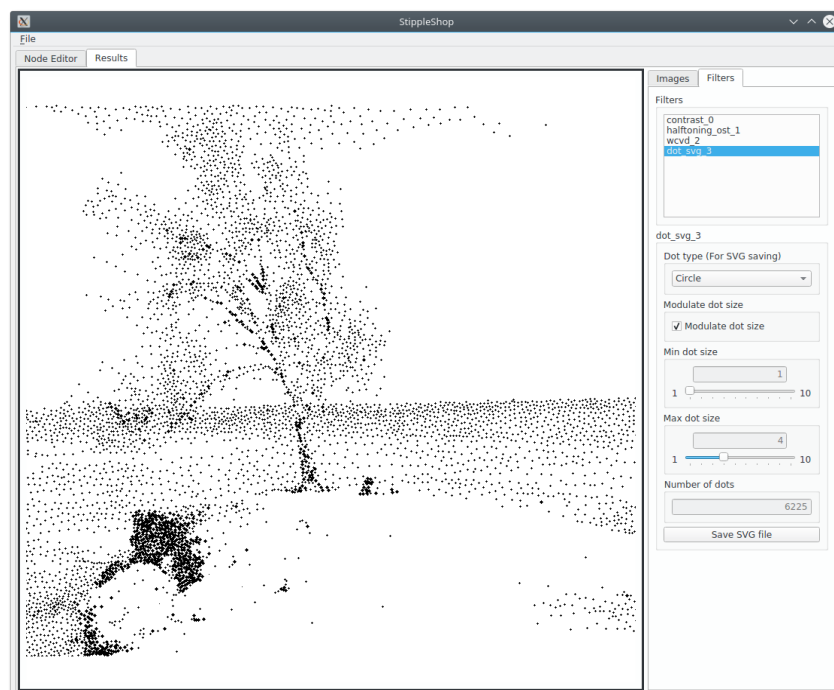 StippleShop
File
Node Editor
Results
Images
Filters
Filters
contrast_0
halftoning_ost_1
wcvd_2
dot_svg_3
dot_svg_3
Dot type (For SVG saving)
Circle
Modulate dot size
Modulate dot size
Min dot size
1
1 10
Max dot size
4
1 10
Number of dots
6225
Save SVG file